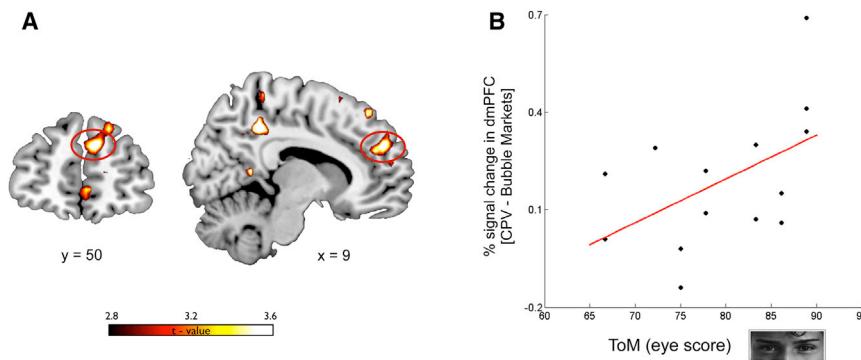 A
y = 50
x = 9
2.8 3.2 3.6
t - value
B
% signal change in dmPFC
[CPV - Bubble Markets]
0.7
0.4
0.1
-0.2
60 65 70 75 80 85 90 95
ToM (eye score)